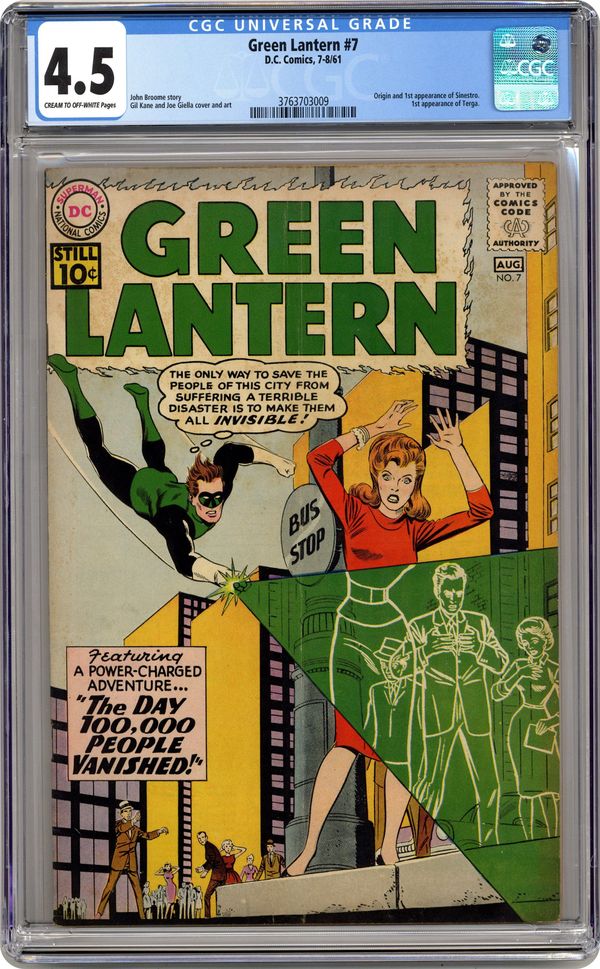 CGC UNIVERSAL GRADE
4.5
CREAM TO OFF-WHITE Pages
Green Lantern #7
D.C. Comics, 7-8/61
John Broome story
Gil Kane and Joe Giella cover and art
3763703009
Origin and 1st appearance of Sinestro.
1st appearance of Terga.
CGC
SUPERMAN
DC
NATIONAL COMICS
STILL
10¢
GREEN
LANTERN
APPROVED
BY THE
COMICS
CODE
CA
AUTHORITY
AUG.
NO. 7
THE ONLY WAY TO SAVE THE
PEOPLE OF THIS CITY FROM
SUFFERING A TERRIBLE
DISASTER IS TO MAKE THEM
ALL INVISIBLE!
BUS
STOP
Featuring
A POWER-CHARGED
ADVENTURE...
"The DAY
100,000
PEOPLE
VANISHED!"